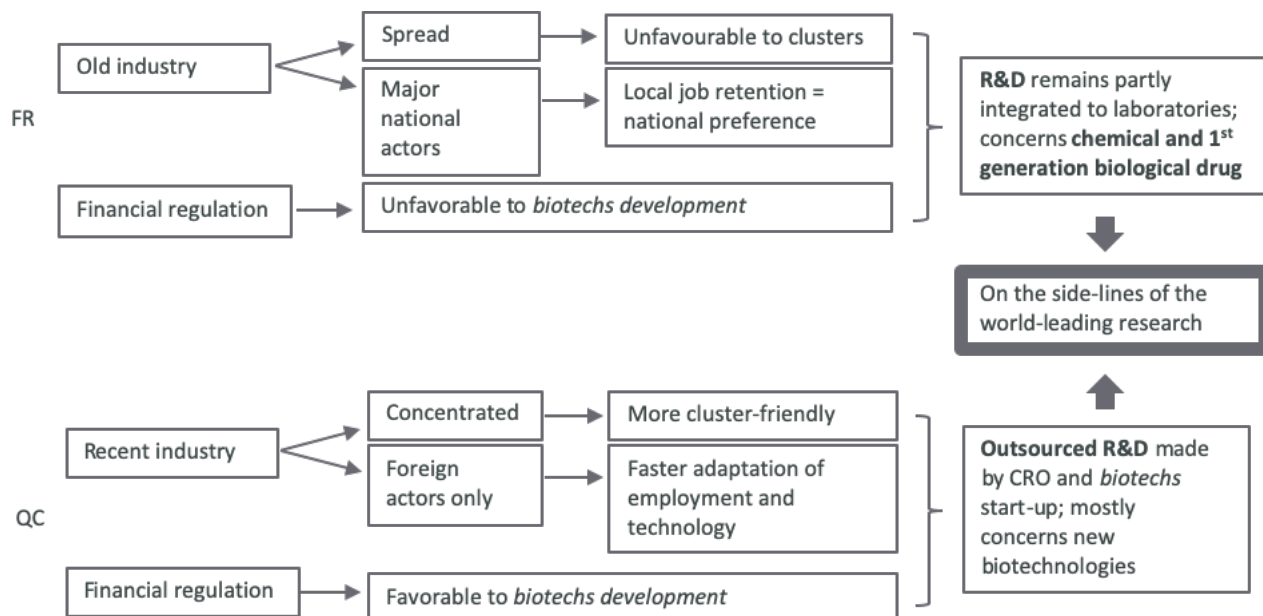 FR
Old industry
Spread
Unfavourable to clusters
Major
national
actors
Local job retention =
national preference
Financial regulation
Unfavorable to biotechs development
R&D remains partly
integrated to laboratories;
concerns chemical and 1st
generation biological drug
On the side-lines of the
world-leading research
QC
Recent industry
Concentrated
More cluster-friendly
Foreign
actors only
Faster adaptation of
employment and
technology
Financial regulation
Favorable to biotechs development
Outsourced R&D made
by CRO and biotechs
start-up; mostly
concerns new
biotechnologies